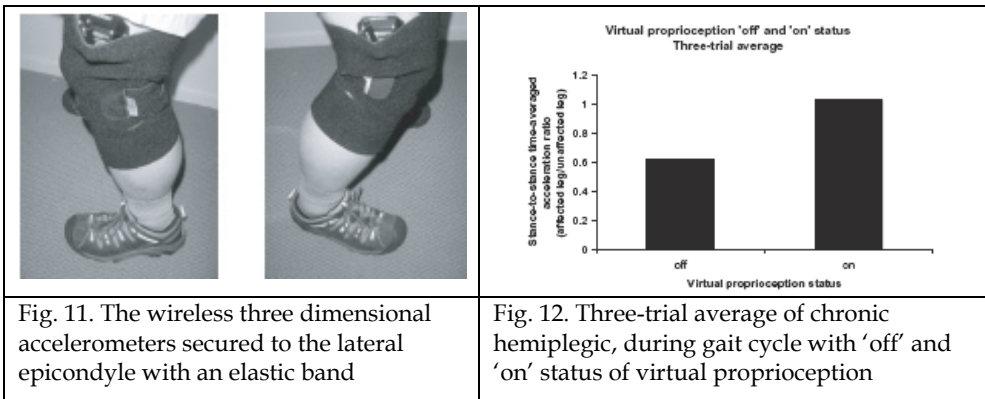 Virtual proprioception 'off' and 'on' status
Three-trial average
Stance-to-stance time-averaged
acceleration ratio
(affected leg/unaffected leg)
1.2
1
0.8
0.6
0.4
0.2
0
off
on
Virtual proprioception status
Fig. 11. The wireless three dimensional
accelerometers secured to the lateral
epicondyle with an elastic band
Fig. 12. Three-trial average of chronic
hemiplegic, during gait cycle with ‘off’ and
‘on’ status of virtual proprioception